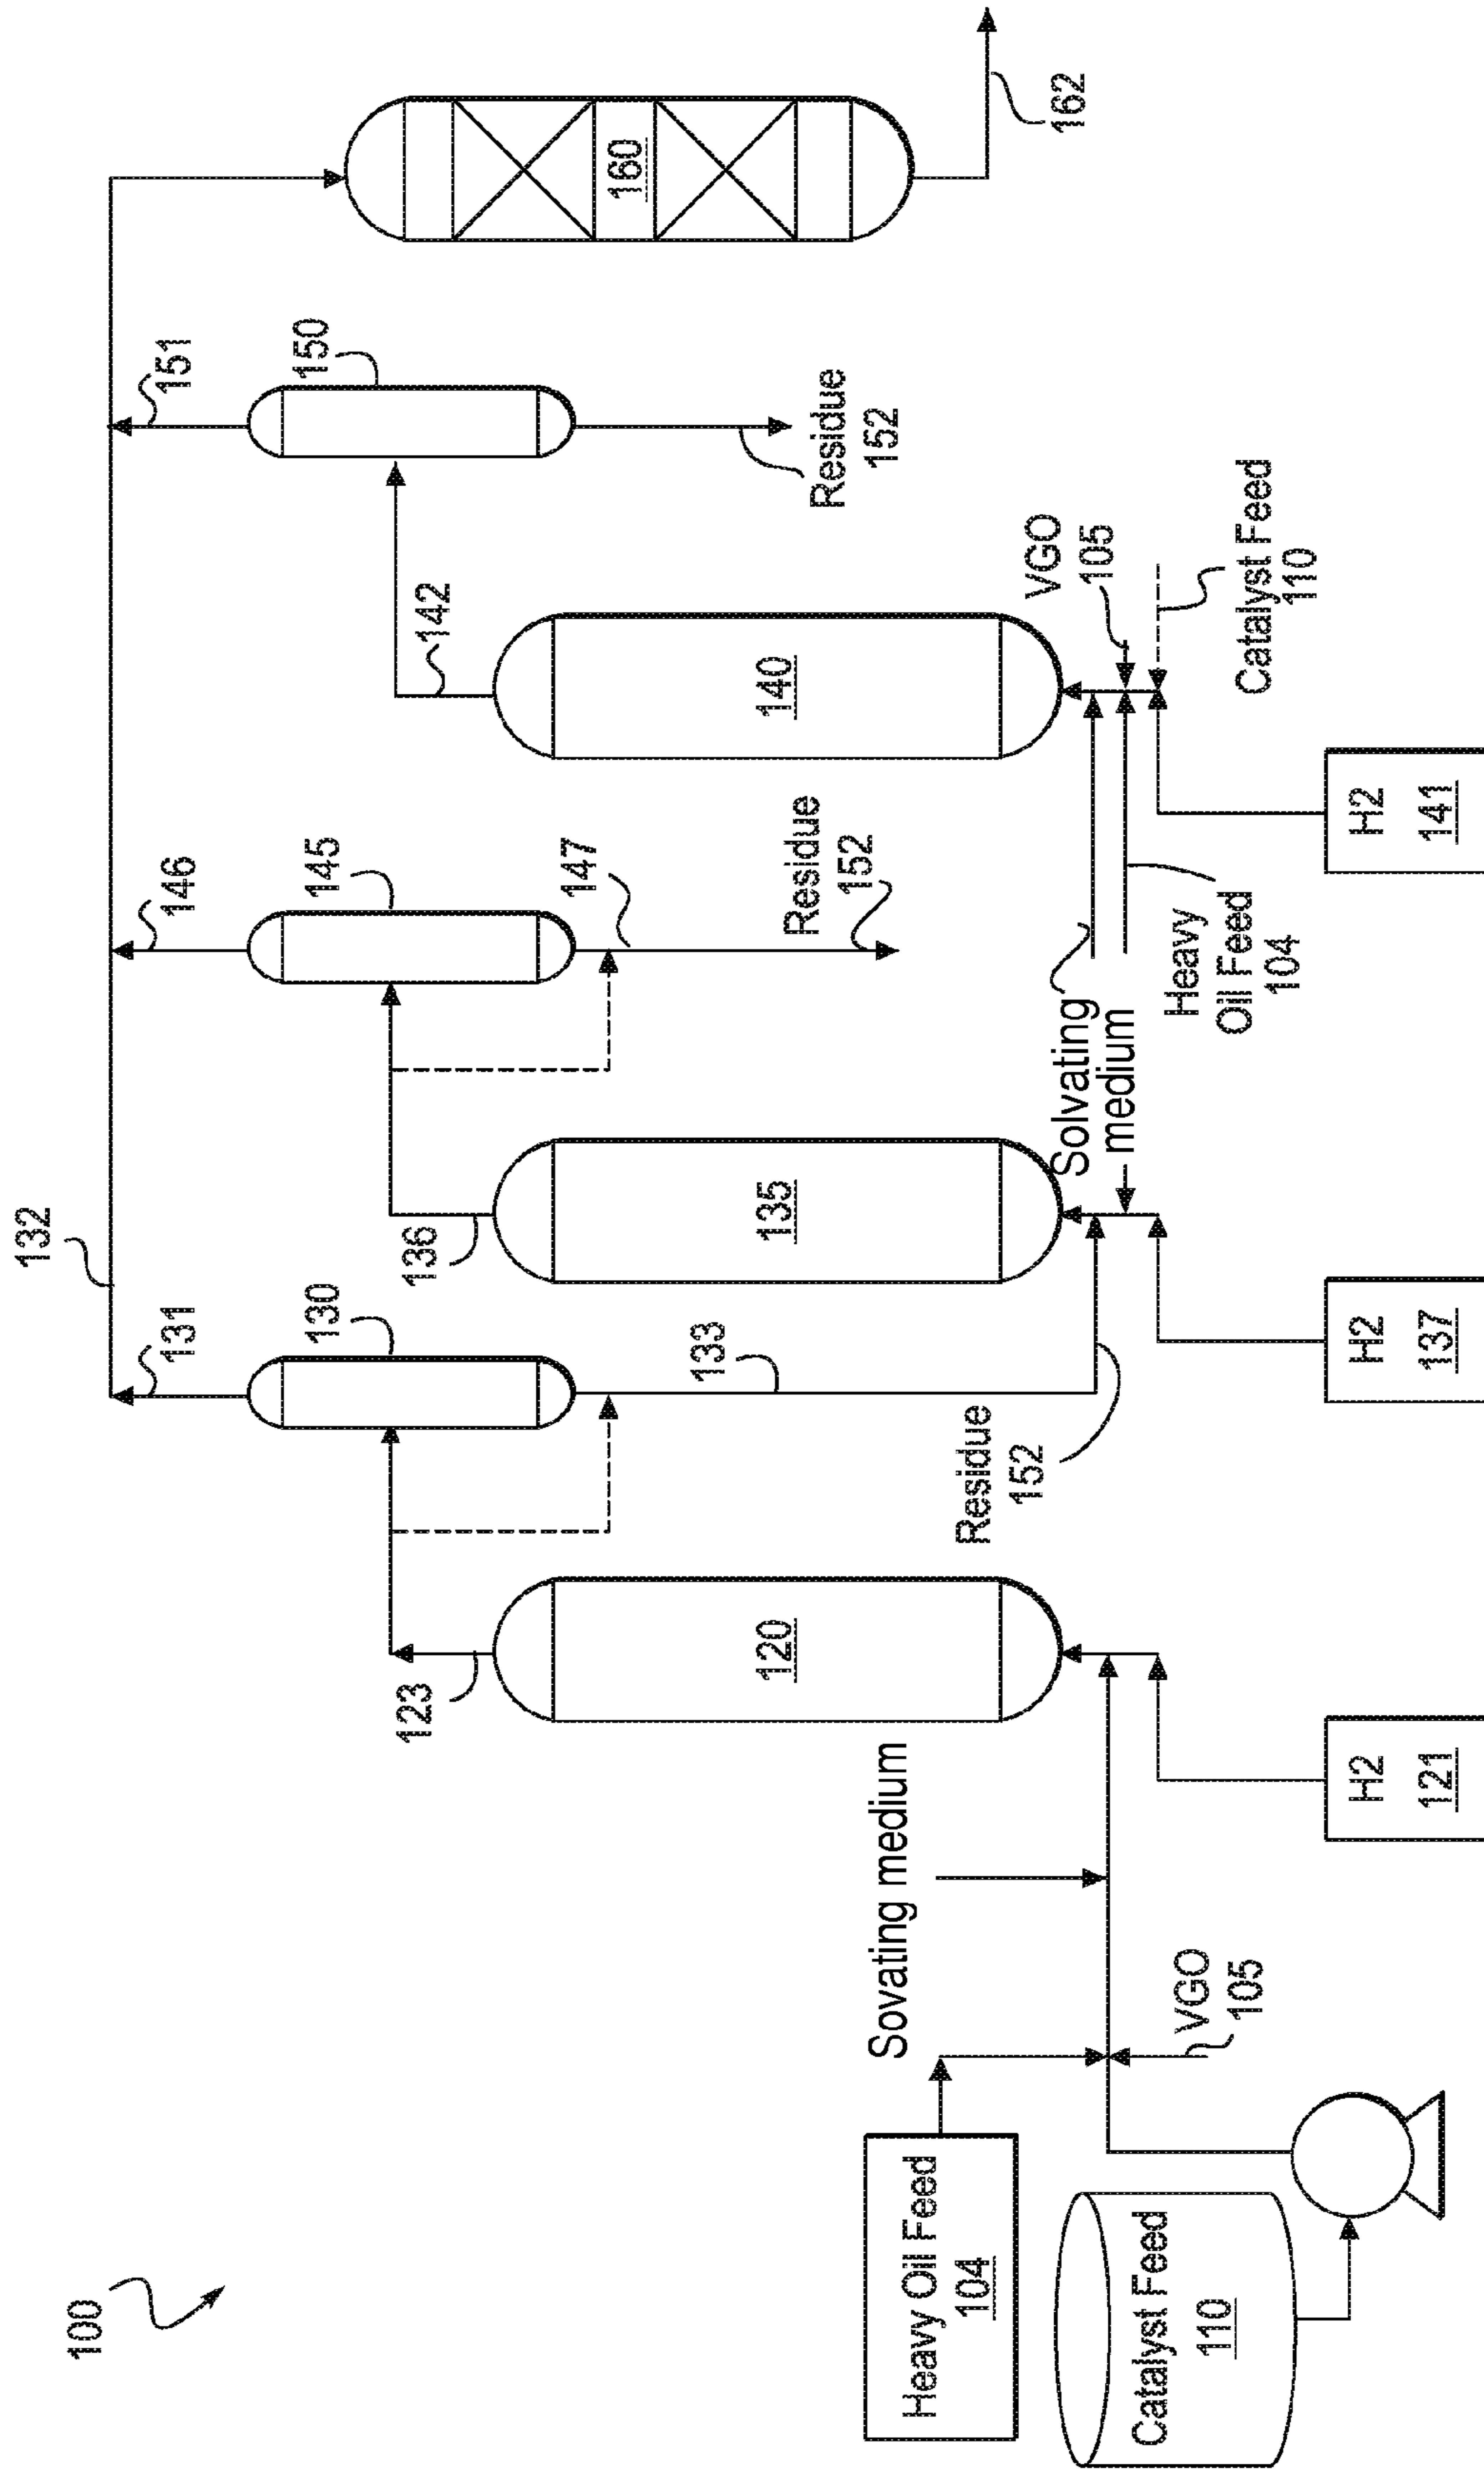 100
132
131
146
151
130
145
150
123
136
142
133
147
Residue
152
Residue
152
120
135
140
160
162
Residue
152
Sovating medium
Solvating
medium
VGO
105
Heavy Oil Feed
104
Heavy
Oil Feed
104
Catalyst Feed
110
Catalyst Feed
110
VGO
105
H2
121
H2
137
H2
141